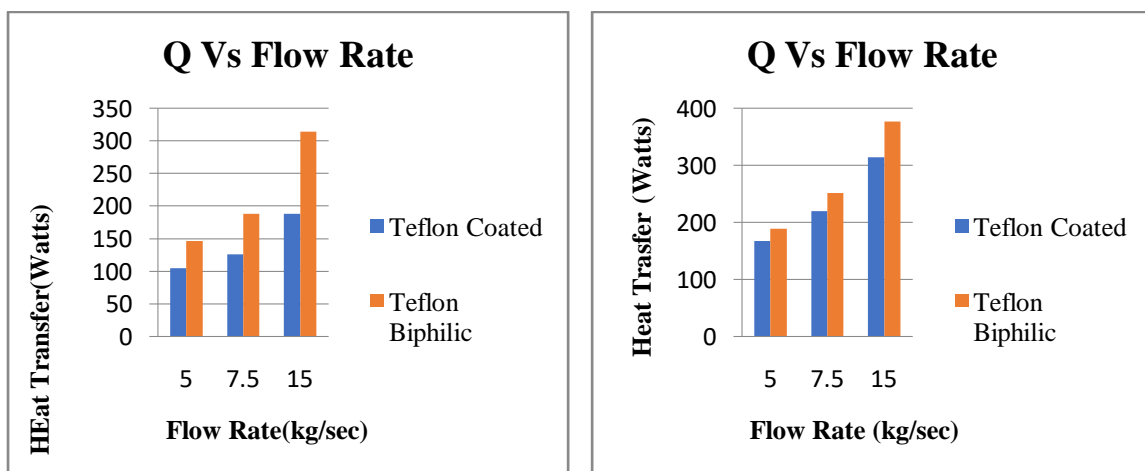 Q Vs Flow Rate
HEat Transfer(Watts)
350
300
250
200
150
100
50
0
5 7.5 15
Flow Rate(kg/sec)
Teflon Coated
Teflon
Biphilic
Q Vs Flow Rate
Heat Trasfer (Watts)
400
300
200
100
0
5 7.5 15
Flow Rate (kg/sec)
Teflon Coated
Teflon
Biphilic